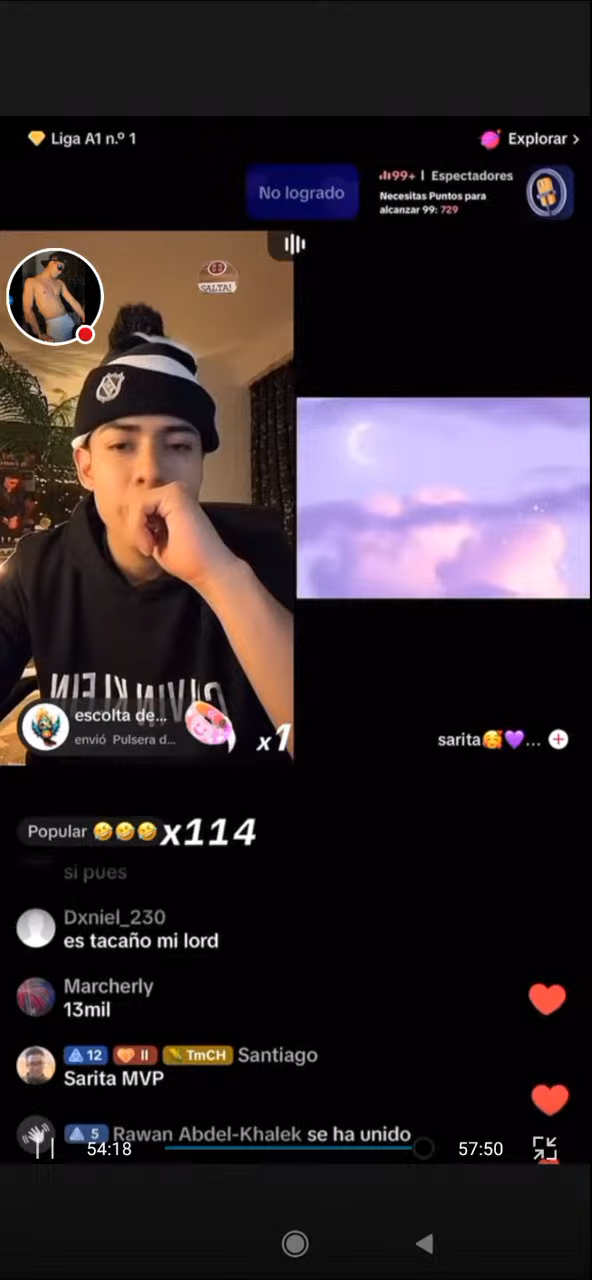 Liga A1 n.º 1
Explorar >
No logrado
99+ | Espectadores
Necesitas Puntos para
alcanzar 99: 729
¡SALTA!
CALVIN KLEIN
escolta de...
envió Pulsera d...
x1
sarita🥰💜...
Popular 🤣🤣🤣 x114
si pues
Dxniel_230
es tacaño mi lord
Marcherly
13mil
12 II TmCH Santiago
Sarita MVP
5 Rawan Abdel-Khalek se ha unido
54:18
57:50